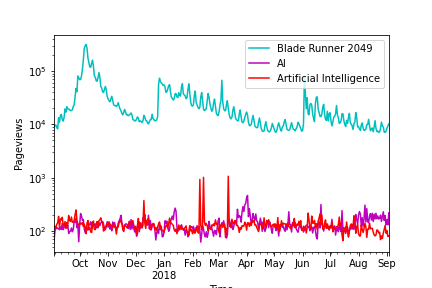 Blade Runner 2049
AI
Artificial Intelligence
Pageviews
10^5
10^4
10^3
10^2
Oct Nov Dec Jan Feb Mar Apr May Jun Jul Aug Sep
2018
Time